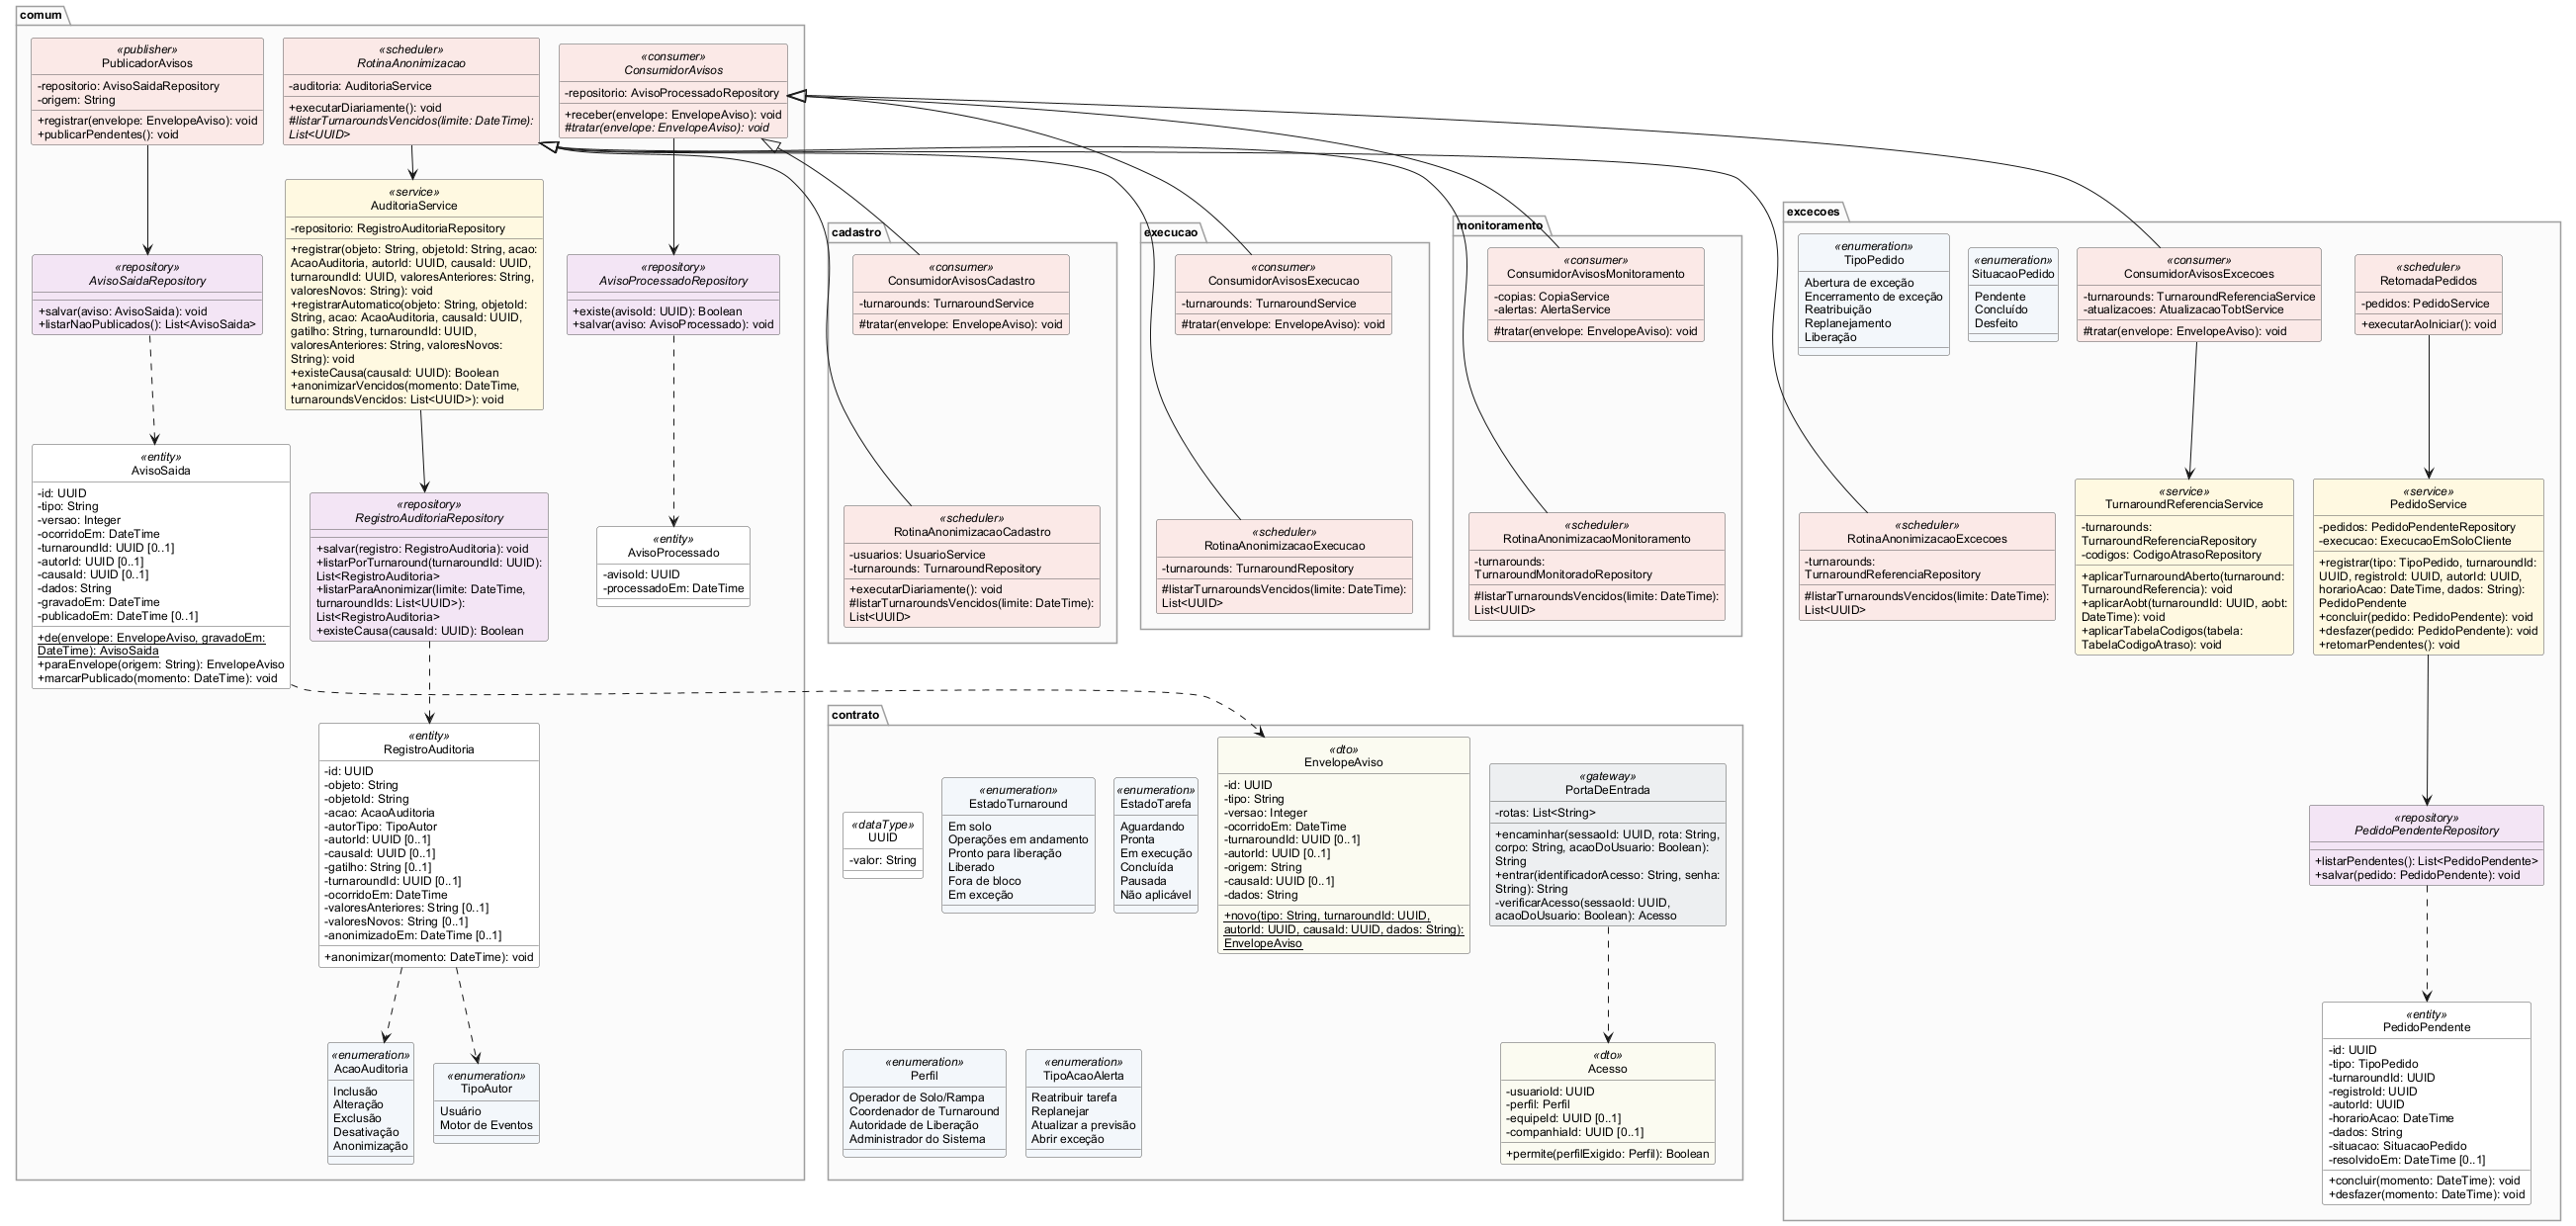 comum
«publisher»
PublicadorAvisos
-repositorio: AvisoSaidaRepository
-origem: String
+registrar(envelope: EnvelopeAviso): void
+publicarPendentes(): void
«scheduler»
RotinaAnonimizacao
-auditoria: AuditoriaService
+executarDiariamente(): void
#listarTurnaroundsVencidos(limite: DateTime):
List<UUID>
«consumer»
ConsumidorAvisos
-repositorio: AvisoProcessadoRepository
+receber(envelope: EnvelopeAviso): void
#tratar(envelope: EnvelopeAviso): void
«service»
AuditoriaService
-repositorio: RegistroAuditoriaRepository
+registrar(objeto: String, objetoId: String, acao:
AcaoAuditoria, autorId: UUID, causaId: UUID,
turnaroundId: UUID, valoresAnteriores: String,
valoresNovos: String): void
+registrarAutomatico(objeto: String, objetoId:
String, acao: AcaoAuditoria, causaId: UUID,
gatilho: String, turnaroundId: UUID,
valoresAnteriores: String, valoresNovos:
String): void
+existeCausa(causaId: UUID): Boolean
+anonimizarVencidos(momento: DateTime,
turnaroundsVencidos: List<UUID>): void
«repository»
AvisoSaidaRepository
+salvar(aviso: AvisoSaida): void
+listarNaoPublicados(): List<AvisoSaida>
«repository»
AvisoProcessadoRepository
+existe(avisoId: UUID): Boolean
+salvar(aviso: AvisoProcessado): void
«entity»
AvisoSaida
-id: UUID
-tipo: String
-versao: Integer
-ocorridoEm: DateTime
-turnaroundId: UUID [0..1]
-autorId: UUID [0..1]
-causaId: UUID [0..1]
-dados: String
-gravadoEm: DateTime
-publicadoEm: DateTime [0..1]
+de(envelope: EnvelopeAviso, gravadoEm:
DateTime): AvisoSaida
+paraEnvelope(origem: String): EnvelopeAviso
+marcarPublicado(momento: DateTime): void
«repository»
RegistroAuditoriaRepository
+salvar(registro: RegistroAuditoria): void
+listarPorTurnaround(turnaroundId: UUID):
List<RegistroAuditoria>
+listarParaAnonimizar(limite: DateTime,
turnaroundIds: List<UUID>):
List<RegistroAuditoria>
+existeCausa(causaId: UUID): Boolean
«entity»
AvisoProcessado
-avisoId: UUID
-processadoEm: DateTime
«entity»
RegistroAuditoria
-id: UUID
-objeto: String
-objetoId: String
-acao: AcaoAuditoria
-autorTipo: TipoAutor
-autorId: UUID [0..1]
-causaId: UUID [0..1]
-gatilho: String [0..1]
-turnaroundId: UUID [0..1]
-ocorridoEm: DateTime
-valoresAnteriores: String [0..1]
-valoresNovos: String [0..1]
-anonimizadoEm: DateTime [0..1]
+anonimizar(momento: DateTime): void
«enumeration»
AcaoAuditoria
Inclusão
Alteração
Exclusão
Desativação
Anonimização
«enumeration»
TipoAutor
Usuário
Motor de Eventos
cadastro
«consumer»
ConsumidorAvisosCadastro
-turnarounds: TurnaroundService
#tratar(envelope: EnvelopeAviso): void
«scheduler»
RotinaAnonimizacaoCadastro
-usuarios: UsuarioService
-turnarounds: TurnaroundRepository
+executarDiariamente(): void
#listarTurnaroundsVencidos(limite: DateTime):
List<UUID>
execucao
«consumer»
ConsumidorAvisosExecucao
-turnarounds: TurnaroundService
#tratar(envelope: EnvelopeAviso): void
«scheduler»
RotinaAnonimizacaoExecucao
-turnarounds: TurnaroundRepository
#listarTurnaroundsVencidos(limite: DateTime):
List<UUID>
monitoramento
«consumer»
ConsumidorAvisosMonitoramento
-copias: CopiaService
-alertas: AlertaService
#tratar(envelope: EnvelopeAviso): void
«scheduler»
RotinaAnonimizacaoMonitoramento
-turnarounds:
TurnaroundMonitoradoRepository
#listarTurnaroundsVencidos(limite: DateTime):
List<UUID>
excecoes
«enumeration»
TipoPedido
Abertura de exceção
Encerramento de exceção
Reatribuição
Replanejamento
Liberação
«enumeration»
SituacaoPedido
Pendente
Concluído
Desfeito
«consumer»
ConsumidorAvisosExcecoes
-turnarounds: TurnaroundReferenciaService
-atualizacoes: AtualizacaoTobtService
#tratar(envelope: EnvelopeAviso): void
«scheduler»
RetomadaPedidos
-pedidos: PedidoService
+executarAoIniciar(): void
«scheduler»
RotinaAnonimizacaoExcecoes
-turnarounds:
TurnaroundReferenciaRepository
#listarTurnaroundsVencidos(limite: DateTime):
List<UUID>
«service»
TurnaroundReferenciaService
-turnarounds:
TurnaroundReferenciaRepository
-codigos: CodigoAtrasoRepository
+aplicarTurnaroundAberto(turnaround:
TurnaroundReferencia): void
+aplicarAobt(turnaroundId: UUID, aobt:
DateTime): void
+aplicarTabelaCodigos(tabela:
TabelaCodigoAtraso): void
«service»
PedidoService
-pedidos: PedidoPendenteRepository
-execucao: ExecucaoEmSoloCliente
+registrar(tipo: TipoPedido, turnaroundId:
UUID, registroId: UUID, autorId: UUID,
horarioAcao: DateTime, dados: String):
PedidoPendente
+concluir(pedido: PedidoPendente): void
+desfazer(pedido: PedidoPendente): void
+retomarPendentes(): void
«repository»
PedidoPendenteRepository
+listarPendentes(): List<PedidoPendente>
+salvar(pedido: PedidoPendente): void
«entity»
PedidoPendente
-id: UUID
-tipo: TipoPedido
-turnaroundId: UUID
-registroId: UUID
-autorId: UUID
-horarioAcao: DateTime
-dados: String
-situacao: SituacaoPedido
-resolvidoEm: DateTime [0..1]
+concluir(momento: DateTime): void
+desfazer(momento: DateTime): void
contrato
«dataType»
UUID
-valor: String
«enumeration»
EstadoTurnaround
Em solo
Operações em andamento
Pronto para liberação
Liberado
Fora de bloco
Em exceção
«enumeration»
EstadoTarefa
Aguardando
Pronta
Em execução
Concluída
Pausada
Não aplicável
«dto»
EnvelopeAviso
-id: UUID
-tipo: String
-versao: Integer
-ocorridoEm: DateTime
-turnaroundId: UUID [0..1]
-autorId: UUID [0..1]
-origem: String
-causaId: UUID [0..1]
-dados: String
+novo(tipo: String, turnaroundId: UUID,
autorId: UUID, causaId: UUID, dados: String):
EnvelopeAviso
«gateway»
PortaDeEntrada
-rotas: List<String>
+encaminhar(sessaoId: UUID, rota: String,
corpo: String, acaoDoUsuario: Boolean):
String
+entrar(identificadorAcesso: String, senha:
String): String
-verificarAcesso(sessaoId: UUID,
acaoDoUsuario: Boolean): Acesso
«enumeration»
Perfil
Operador de Solo/Rampa
Coordenador de Turnaround
Autoridade de Liberação
Administrador do Sistema
«enumeration»
TipoAcaoAlerta
Reatribuir tarefa
Replanejar
Atualizar a previsão
Abrir exceção
«dto»
Acesso
-usuarioId: UUID
-perfil: Perfil
-equipeId: UUID [0..1]
-companhiaId: UUID [0..1]
+permite(perfilExigido: Perfil): Boolean